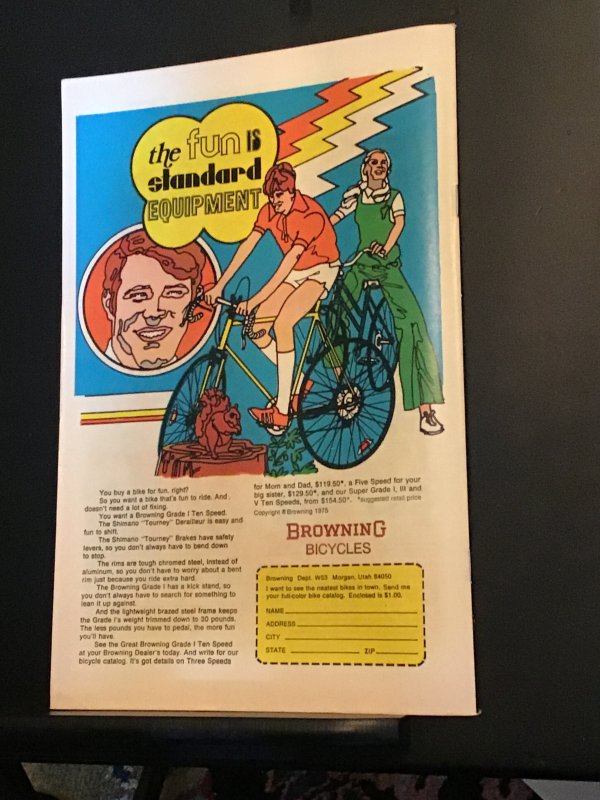 the fun IS
standard
EQUIPMENT
You buy a bike for fun, right?
So you want a bike that's fun to ride. And
doesn't need a lot of fixing.
You want a Browning Grade I Ten Speed.
The Shimano "Tourney" Derailleur is easy and
fun to shift.
The Shimano "Tourney" Brakes have safety
levers, so you don't always have to bend down
to stop.
The rims are tough chromed steel, instead of
aluminum, so you don't have to worry about a bent
rim just because you ride extra hard.
The Browning Grade I has a kick stand, so
you don't always have to search for something to
lean it up against.
And the lightweight brazed steel frame keeps
the Grade I's weight trimmed down to 30 pounds.
The less pounds you have to pedal, the more fun
you'll have.
See the Great Browning Grade I Ten Speed
at your Browning Dealer's today. And write for our
bicycle catalog. It's got details on Three Speeds
for Mom and Dad, $119.50*, a Five Speed for your
big sister, $129.50*, and our Super Grade I, III and
V Ten Speeds, from $154.50*. *suggested retail price
Copyright © Browning 1975
BROWNING
BICYCLES
Browning Dept. W53 Morgan, Utah 84050
I want to see the neatest bikes in town. Send me
your full-color bike catalog. Enclosed is $1.00.
NAME
ADDRESS
CITY
STATE ZIP